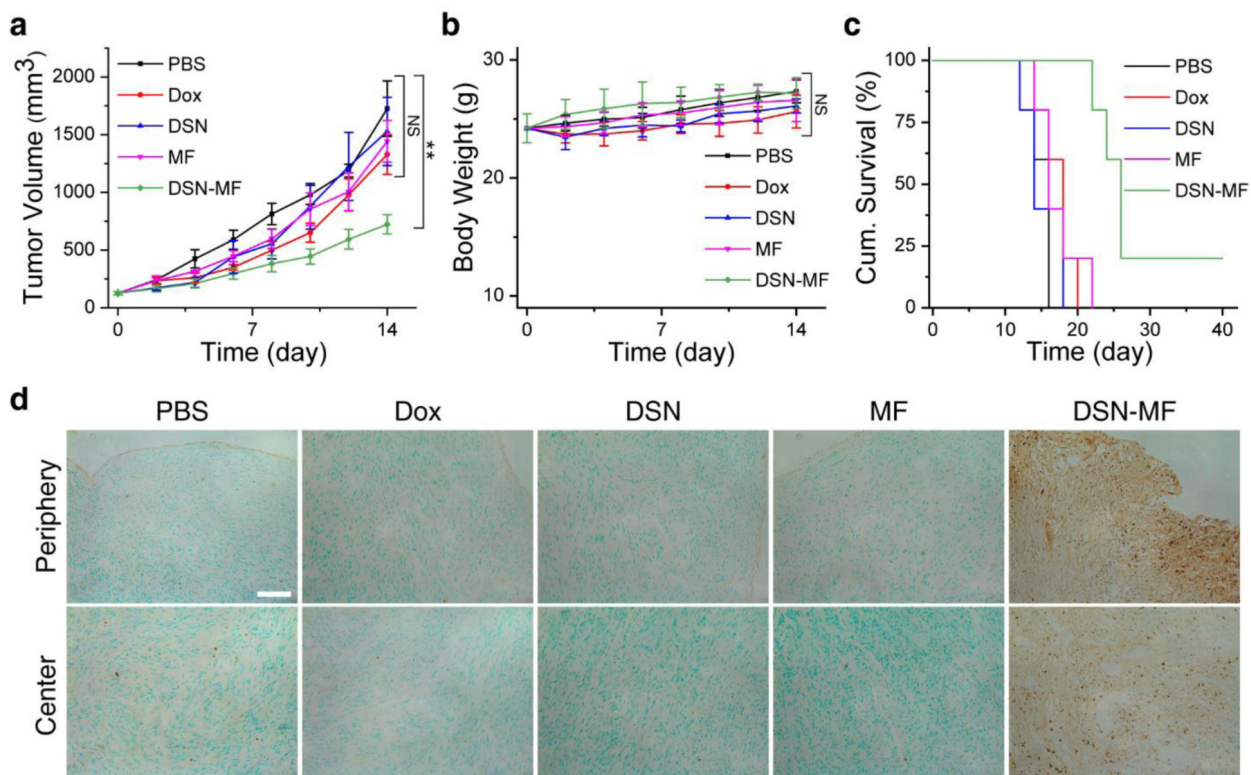 a
Tumor Volume (mm3)
2000
1500
1000
500
0
0
7
14
Time (day)
PBS
Dox
DSN
MF
DSN-MF
NS
**
b
Body Weight (g)
30
20
10
0
7
14
Time (day)
NS
PBS
Dox
DSN
MF
DSN-MF
c
Cum. Survival (%)
100
75
50
25
0
0
10
20
30
40
Time (day)
PBS
Dox
DSN
MF
DSN-MF
d
PBS
Dox
DSN
MF
DSN-MF
Periphery
Center